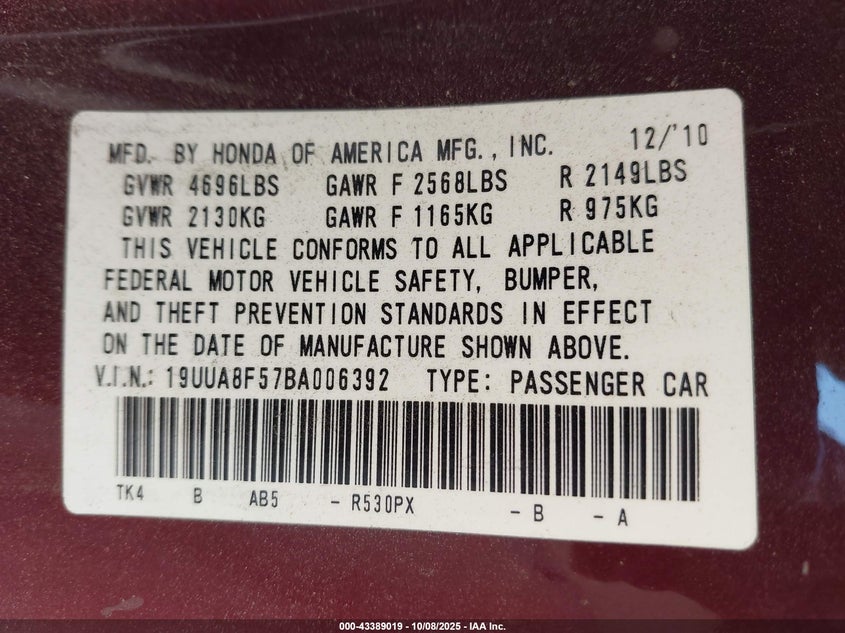 MFD. BY HONDA OF AMERICA MFG., INC. 12/'10
GVWR 4696LBS GAWR F 2568LBS R 2149LBS
GVWR 2130KG GAWR F 1165KG R 975KG
THIS VEHICLE CONFORMS TO ALL APPLICABLE
FEDERAL MOTOR VEHICLE SAFETY, BUMPER,
AND THEFT PREVENTION STANDARDS IN EFFECT
ON THE DATE OF MANUFACTURE SHOWN ABOVE.
V.I.N.: 19UUA8F57BA006392 TYPE: PASSENGER CAR
TK4 B AB5 - R530PX - B - A
000-43389019 - 10/08/2025 - IAA Inc.